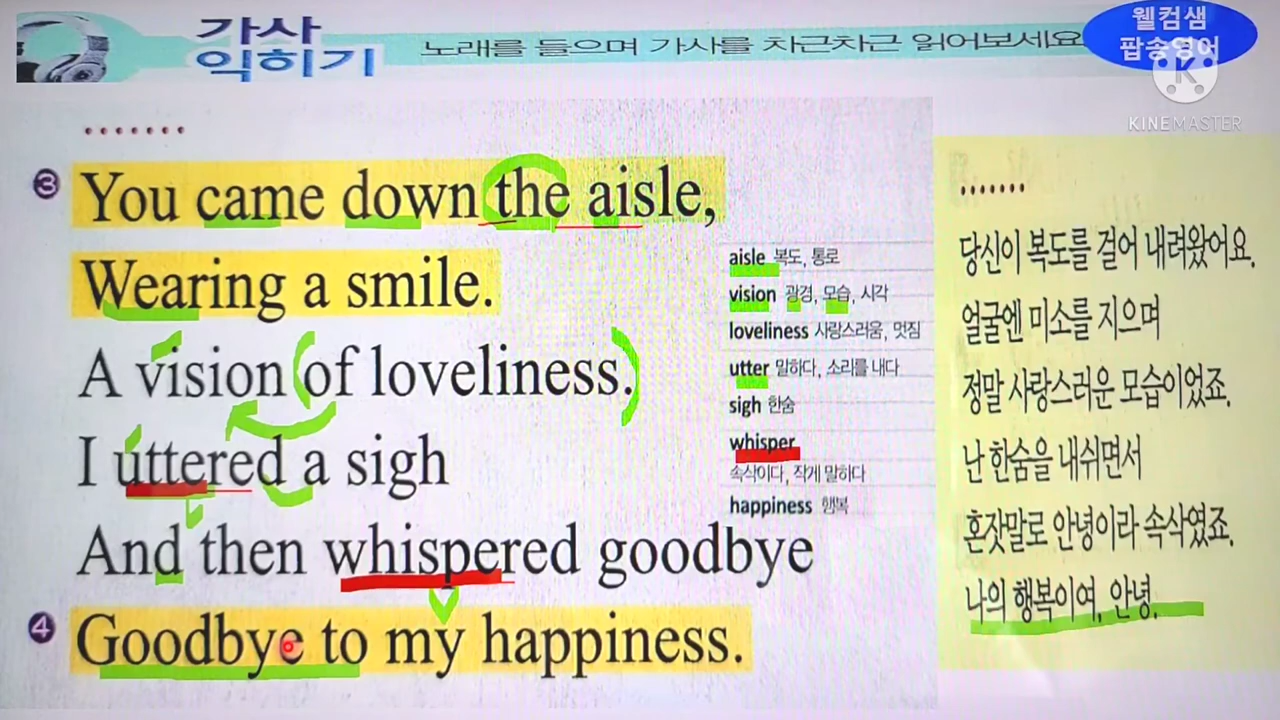 가사
익히기
노래를 들으며 가사를 차근차근 읽어보세요
웰컴샘
팝송영어
K
KINEMASTER
.......
③ You came down the aisle,
Wearing a smile.
A vision of loveliness.
I uttered a sigh
And then whispered goodbye
④ Goodbye to my happiness.
aisle 복도, 통로
vision 광경, 모습, 시각
loveliness 사랑스러움, 멋짐
utter 말하다, 소리를 내다
sigh 한숨
whisper
속삭이다, 작게 말하다
happiness 행복
.......
당신이 복도를 걸어 내려왔어요.
얼굴엔 미소를 지으며
정말 사랑스러운 모습이었죠.
난 한숨을 내쉬면서
혼잣말로 안녕이라 속삭였죠.
나의 행복이여, 안녕.